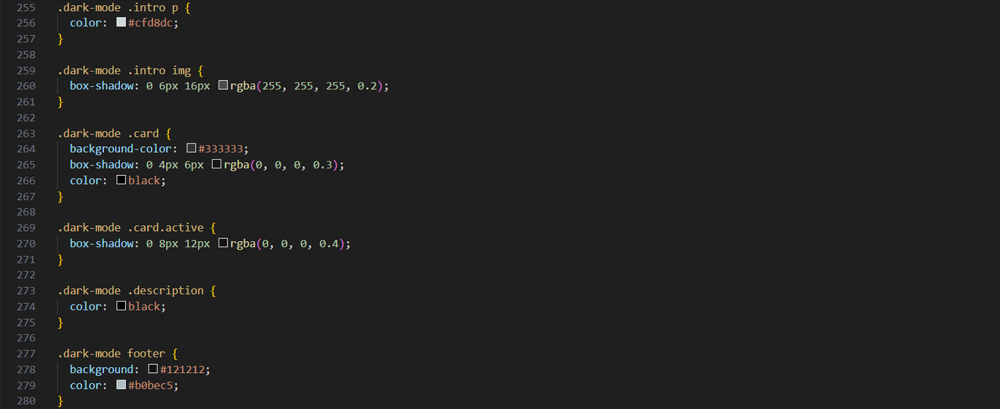 255 .dark-mode .intro p {
256   color: #cfd8dc;
257 }
258
259 .dark-mode .intro img {
260   box-shadow: 0 6px 16px rgba(255, 255, 255, 0.2);
261 }
262
263 .dark-mode .card {
264   background-color: #333333;
265   box-shadow: 0 4px 6px rgba(0, 0, 0, 0.3);
266   color: black;
267 }
268
269 .dark-mode .card.active {
270   box-shadow: 0 8px 12px rgba(0, 0, 0, 0.4);
271 }
272
273 .dark-mode .description {
274   color: black;
275 }
276
277 .dark-mode footer {
278   background: #121212;
279   color: #b0bec5;
280 }